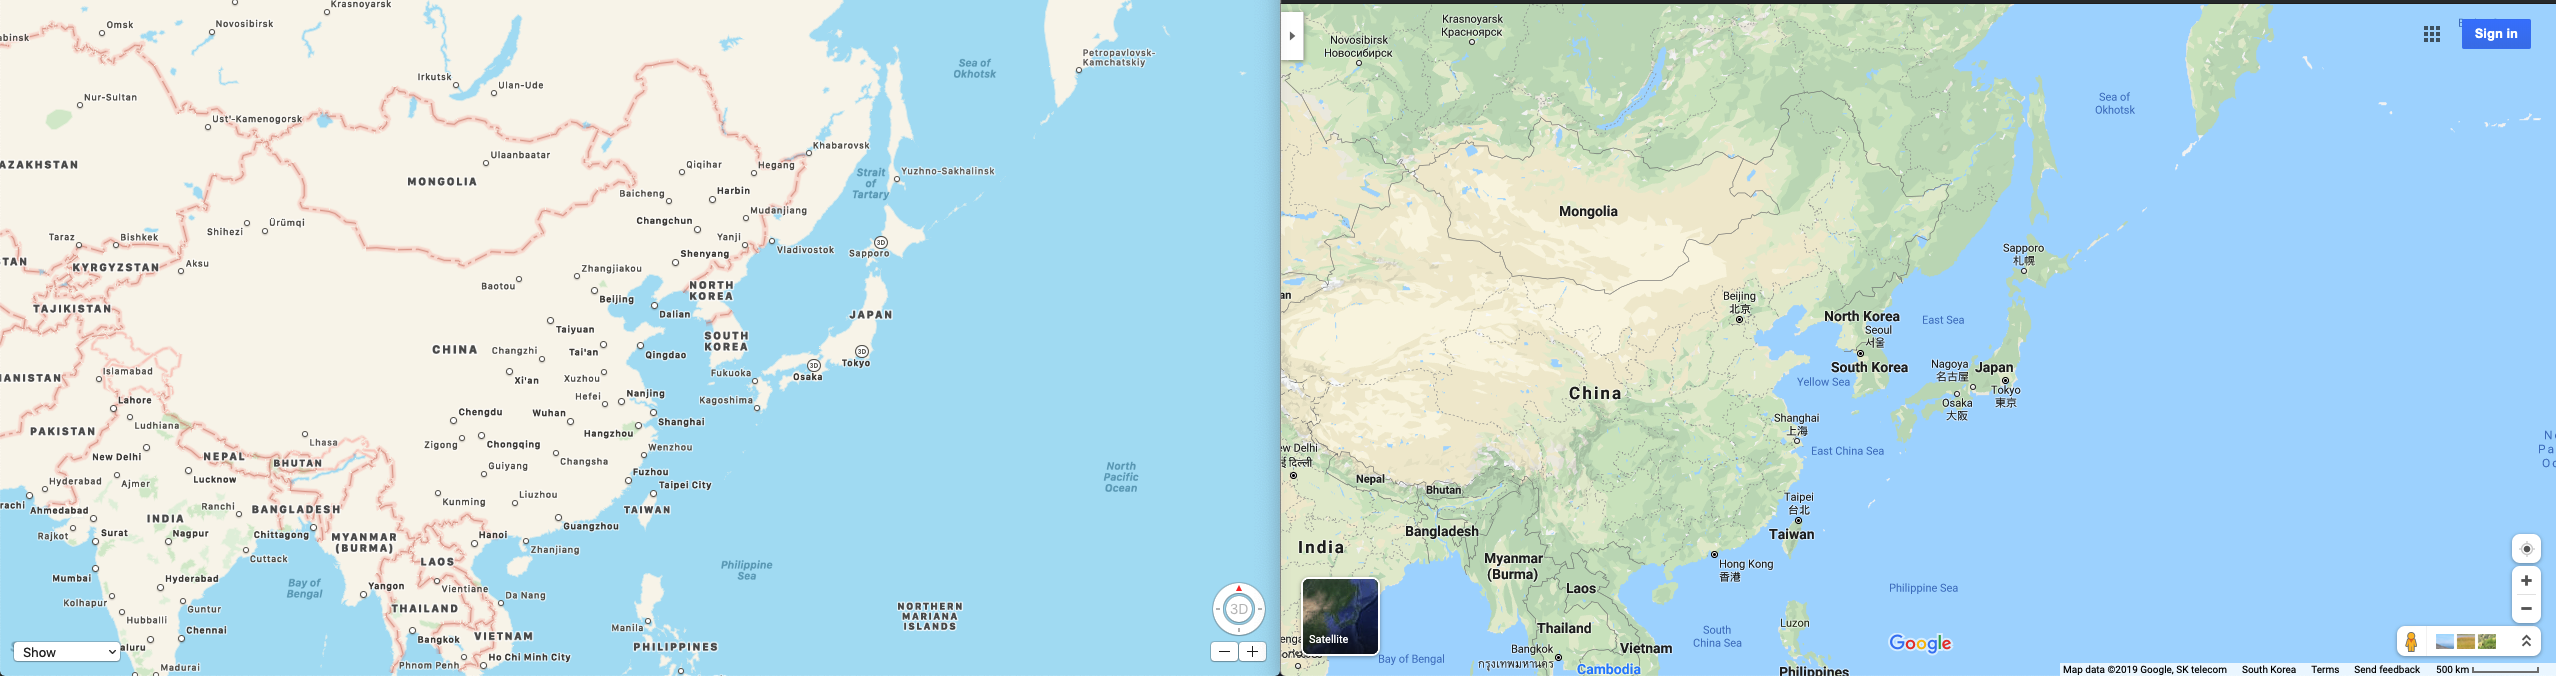 Krasnoyarsk
Omsk
Novosibirsk
abinsk
Petropavlovsk-
Kamchatskiy
Sea of
Okhotsk
Irkutsk
Ulan-Ude
Nur-Sultan
Ust'-Kamenogorsk
Khabarovsk
Ulaanbaatar
AZAKHSTAN
Qiqihar
Hegang
Strait
of
Tartary
Yuzhno-Sakhalinsk
MONGOLIA
Baicheng
Harbin
Mudanjiang
Changchun
Shihezi
Ürümqi
Taraz
Bishkek
Yanji
Vladivostok
Shenyang
Sapporo
3D
TAN
KYRGYZSTAN
Aksu
Zhangjiakou
Baotou
NORTH
KOREA
Beijing
TAJIKISTAN
Dalian
JAPAN
Taiyuan
SOUTH
KOREA
CHINA
Changzhi
Tai'an
Qingdao
3D
Tokyo
3D
Osaka
Islamabad
HANISTAN
Xi'an
Xuzhou
Fukuoka
Lahore
Hefei
Nanjing
Kagoshima
Chengdu
Wuhan
Shanghai
Ludhiana
PAKISTAN
Zigong
Chongqing
Hangzhou
Lhasa
Wenzhou
New Delhi
NEPAL
BHUTAN
Guiyang
Changsha
North
Pacific
Ocean
Hyderabad
Ajmer
Lucknow
Fuzhou
Taipei City
Kunming
Liuzhou
rachi
Ahmedabad
Ranchi
BANGLADESH
TAIWAN
INDIA
Guangzhou
Rajkot
Surat
Nagpur
Chittagong
MYANMAR
(BURMA)
Hanoi
Zhanjiang
Cuttack
LAOS
Philippine
Sea
Mumbai
Hyderabad
Bay of
Bengal
Yangon
Vientiane
Da Nang
Kolhapur
Guntur
THAILAND
NORTHERN
MARIANA
ISLANDS
3D
Hubballi
Chennai
Manila
Bangkok
VIETNAM
Show
aluru
PHILIPPINES
Ho Chi Minh City
Phnom Penh
Madurai
Krasnoyarsk
Красноярск
Novosibirsk
Новосибирск
Sign in
Sea of
Okhotsk
Mongolia
Sapporo
札幌
an
Beijing
北京
North Korea
East Sea
Seoul
서울
South Korea
Nagoya
名古屋
Japan
Yellow Sea
Tokyo
東京
China
Osaka
大阪
Shanghai
上海
East China Sea
ew Delhi
ई दिल्ली
Nepal
Bhutan
Taipei
台北
Bangladesh
Taiwan
India
Myanmar
(Burma)
Hong Kong
香港
Laos
Philippine Sea
Luzon
Thailand
South
China Sea
Satellite
Bangkok
กรุงเทพมหานคร
Vietnam
Google
Bay of Bengal
Cambodia
Philippines
Map data ©2019 Google, SK telecom
South Korea
Terms
Send feedback
500 km